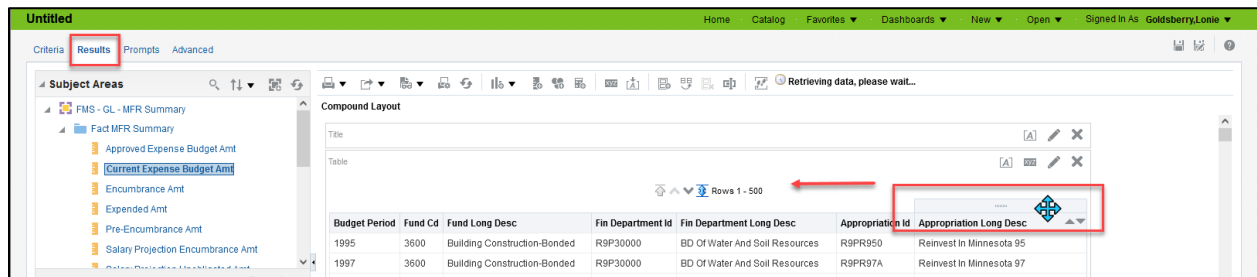 Untitled
Home Catalog Favorites Dashboards New Open Signed In As Goldsberry,Lonie
Criteria Results Prompts Advanced
Subject Areas
Retrieving data, please wait...
FMS - GL - MFR Summary
Compound Layout
Fact MFR Summary
Title
Approved Expense Budget Amt
Table
Current Expense Budget Amt
Encumbrance Amt
Rows 1 - 500
Expended Amt
Pre-Encumbrance Amt
Budget Period Fund Cd Fund Long Desc Fin Department Id Fin Department Long Desc Appropriation Id Appropriation Long Desc
Salary Projection Encumbrance Amt
1995 3600 Building Construction-Bonded R9P30000 BD Of Water And Soil Resources R9PR950 Reinvest In Minnesota 95
1997 3600 Building Construction-Bonded R9P30000 BD Of Water And Soil Resources R9PR97A Reinvest In Minnesota 97